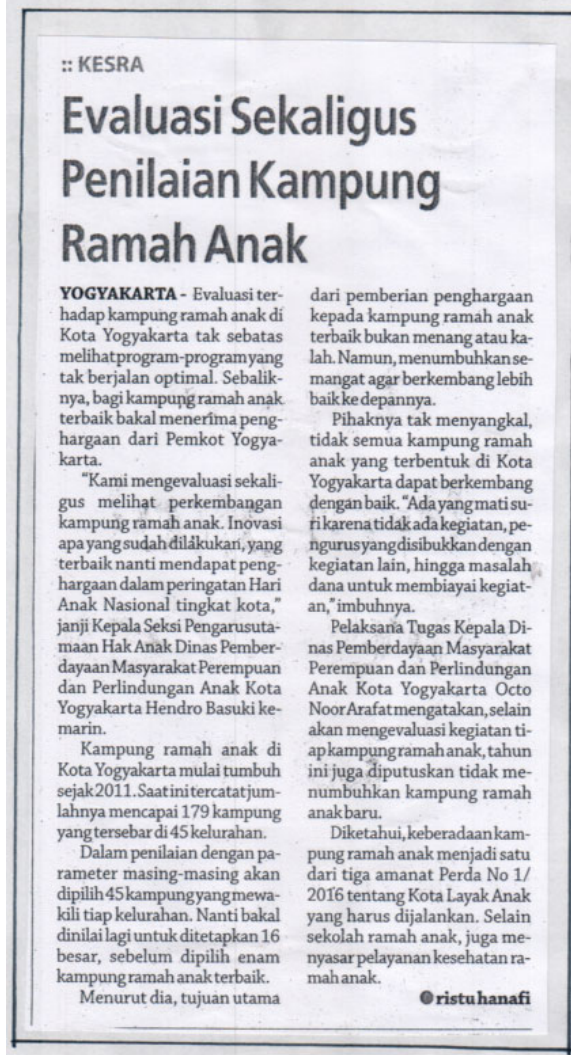 :: KESRA
Evaluasi Sekaligus
Penilaian Kampung
Ramah Anak
YOGYAKARTA - Evaluasi ter-
hadap kampung ramah anak di
Kota Yogyakarta tak sebatas
melihat program-program yang
tak berjalan optimal. Sebalik-
nya, bagi kampung ramah anak
terbaik bakal menerima peng-
hargaan dari Pemkot Yogya-
karta.
"Kami mengevaluasi sekali-
gus melihat perkembangan
kampung ramah anak. Inovasi
apa yang sudah dilakukan, yang
terbaik nanti mendapat peng-
hargaan dalam peringatan Hari
Anak Nasional tingkat kota,"
janji Kepala Seksi Pengarusuta-
maan Hak Anak Dinas Pember-
dayaan Masyarakat Perempuan
dan Perlindungan Anak Kota
Yogyakarta Hendro Basuki ke-
marin.
Kampung ramah anak di
Kota Yogyakarta mulai tumbuh
sejak 2011. Saat ini tercatat jum-
lahnya mencapai 179 kampung
yang tersebar di 45 kelurahan.
Dalam penilaian dengan pa-
rameter masing-masing akan
dipilih 45 kampung yang mewa-
kili tiap kelurahan. Nanti bakal
dinilai lagi untuk ditetapkan 16
besar, sebelum dipilih enam
kampung ramah anak terbaik.
Menurut dia, tujuan utama
dari pemberian penghargaan
kepada kampung ramah anak
terbaik bukan menang atau ka-
lah. Namun, menumbuhkan se-
mangat agar berkembang lebih
baik ke depannya.
Pihaknya tak menyangkal,
tidak semua kampung ramah
anak yang terbentuk di Kota
Yogyakarta dapat berkembang
dengan baik. "Ada yang mati su-
ri karena tidak ada kegiatan, pe-
ngurus yang disibukkan dengan
kegiatan lain, hingga masalah
dana untuk membiayai kegiat-
an," imbuhnya.
Pelaksana Tugas Kepala Di-
nas Pemberdayaan Masyarakat
Perempuan dan Perlindungan
Anak Kota Yogyakarta Octo
Noor Arafat mengatakan, selain
akan mengevaluasi kegiatan ti-
ap kampung ramah anak, tahun
ini juga diputuskan tidak me-
numbuhkan kampung ramah
anak baru.
Diketahui, keberadaan kam-
pung ramah anak menjadi satu
dari tiga amanat Perda No 1/
2016 tentang Kota Layak Anak
yang harus dijalankan. Selain
sekolah ramah anak, juga me-
nyasar pelayanan kesehatan ra-
mah anak.
ristu hanafi